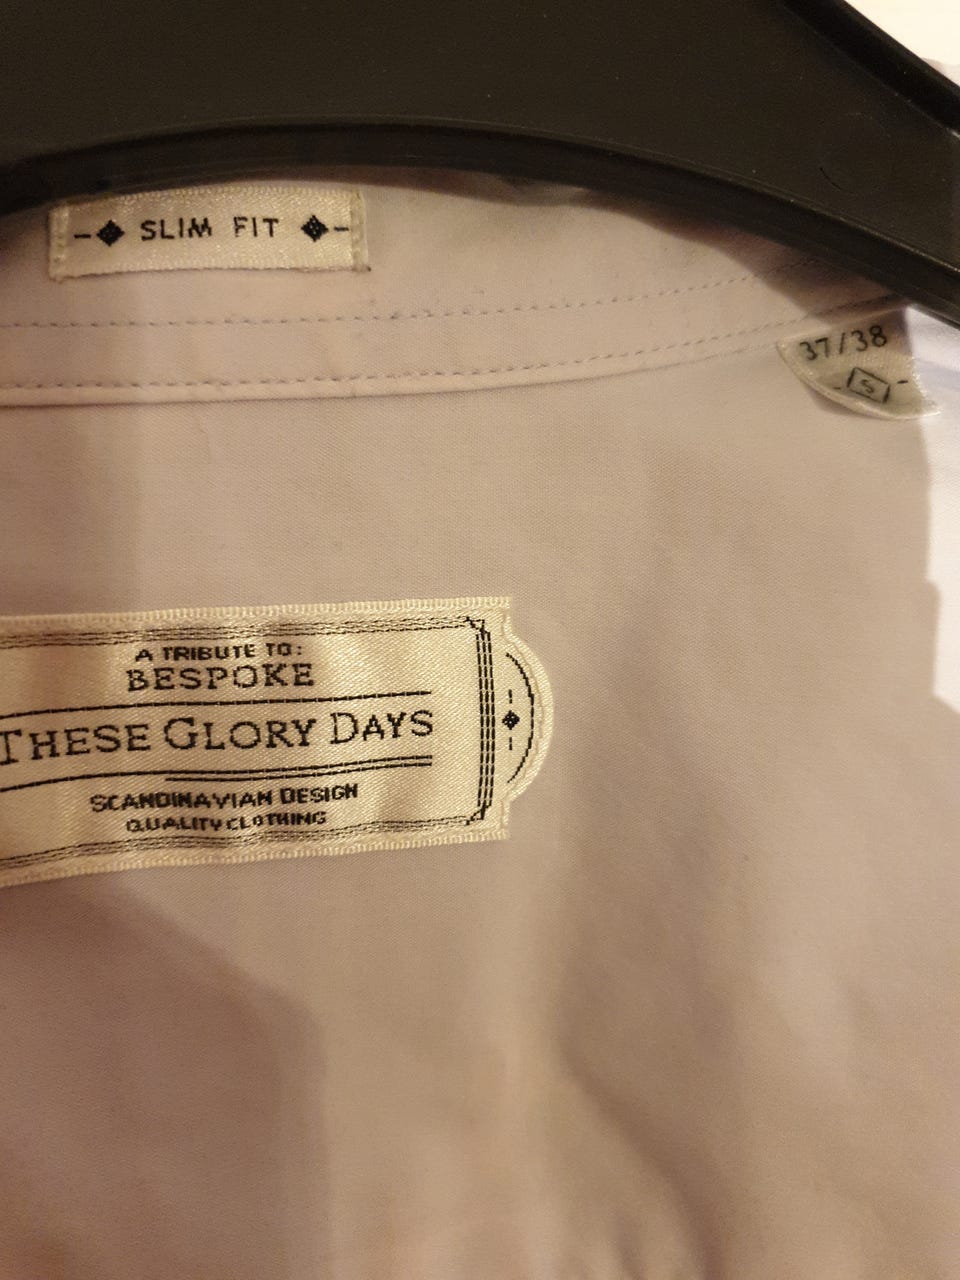 SLIM FIT
37/38
S
A TRIBUTE TO:
BESPOKE
THESE GLORY DAYS
SCANDINAVIAN DESIGN
QUALITY CLOTHING